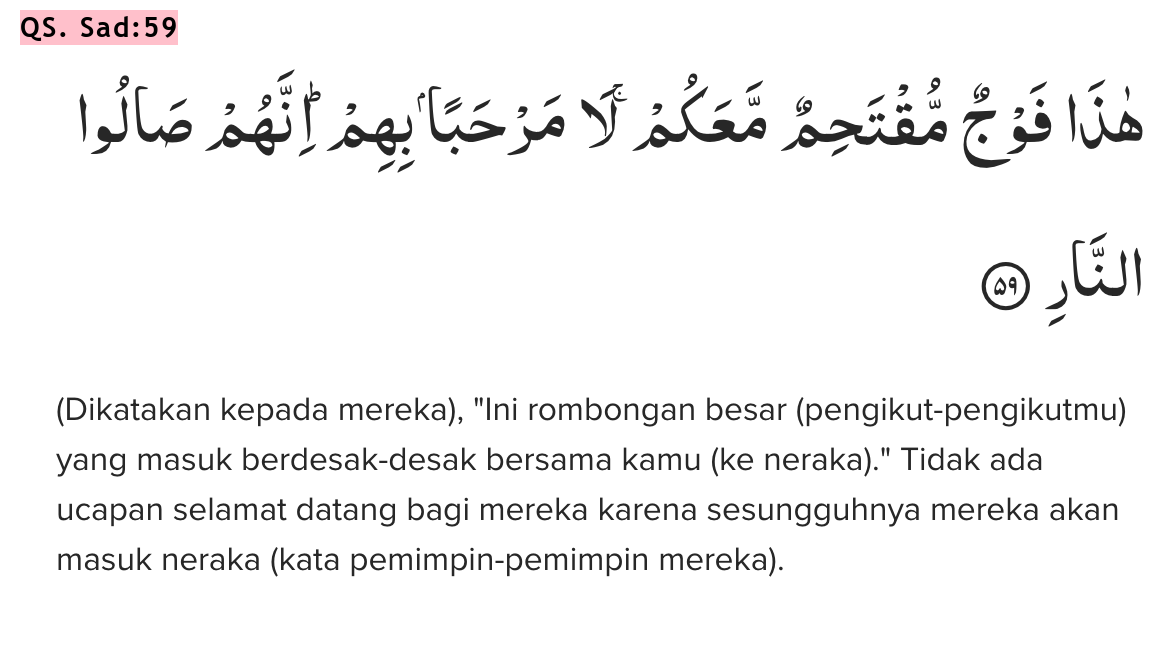 QS. Sad:59
هٰذَا فَوْجٌ مُّقْتَحِمٌ مَّعَكُمْۚ لَا مَرْحَبًاۢ بِهِمْ ۗاِنَّهُمْ صَالُوا
النَّارِ ۵۹
(Dikatakan kepada mereka), "Ini rombongan besar (pengikut-pengikutmu)
yang masuk berdesak-desak bersama kamu (ke neraka)." Tidak ada
ucapan selamat datang bagi mereka karena sesungguhnya mereka akan
masuk neraka (kata pemimpin-pemimpin mereka).